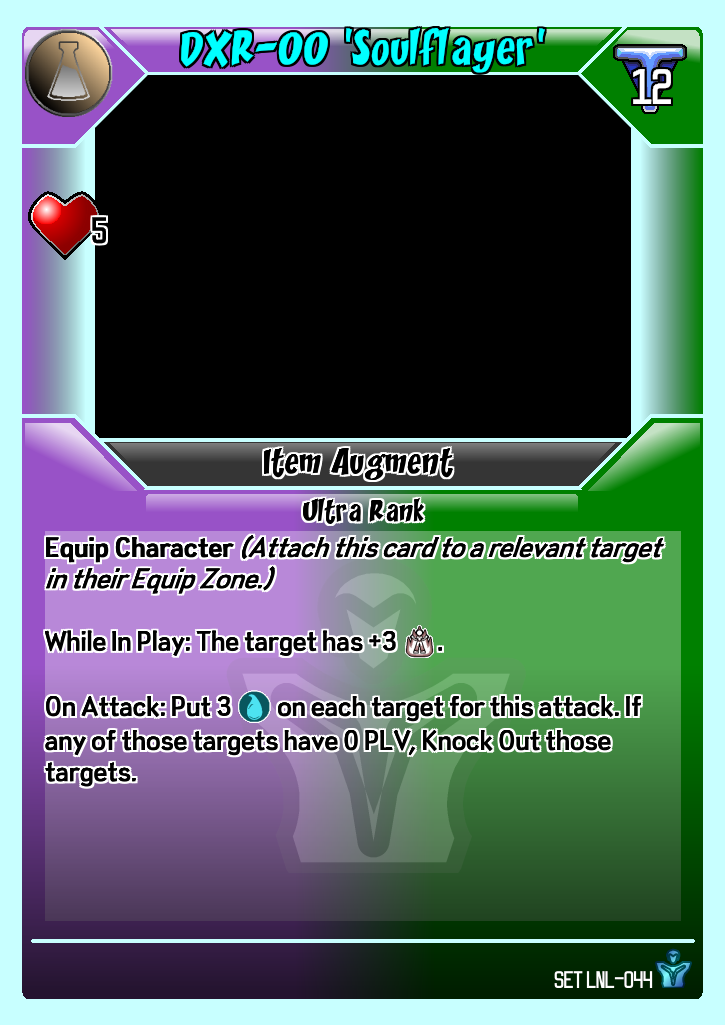 DXR-00 'Soulflayer'
12
5
Item Augment
Ultra Rank
Equip Character (Attach this card to a relevant target
in their Equip Zone.)
While In Play: The target has +3 .
On Attack: Put 3 on each target for this attack. If
any of those targets have 0 PLV, Knock Out those
targets.
SET LNL-044